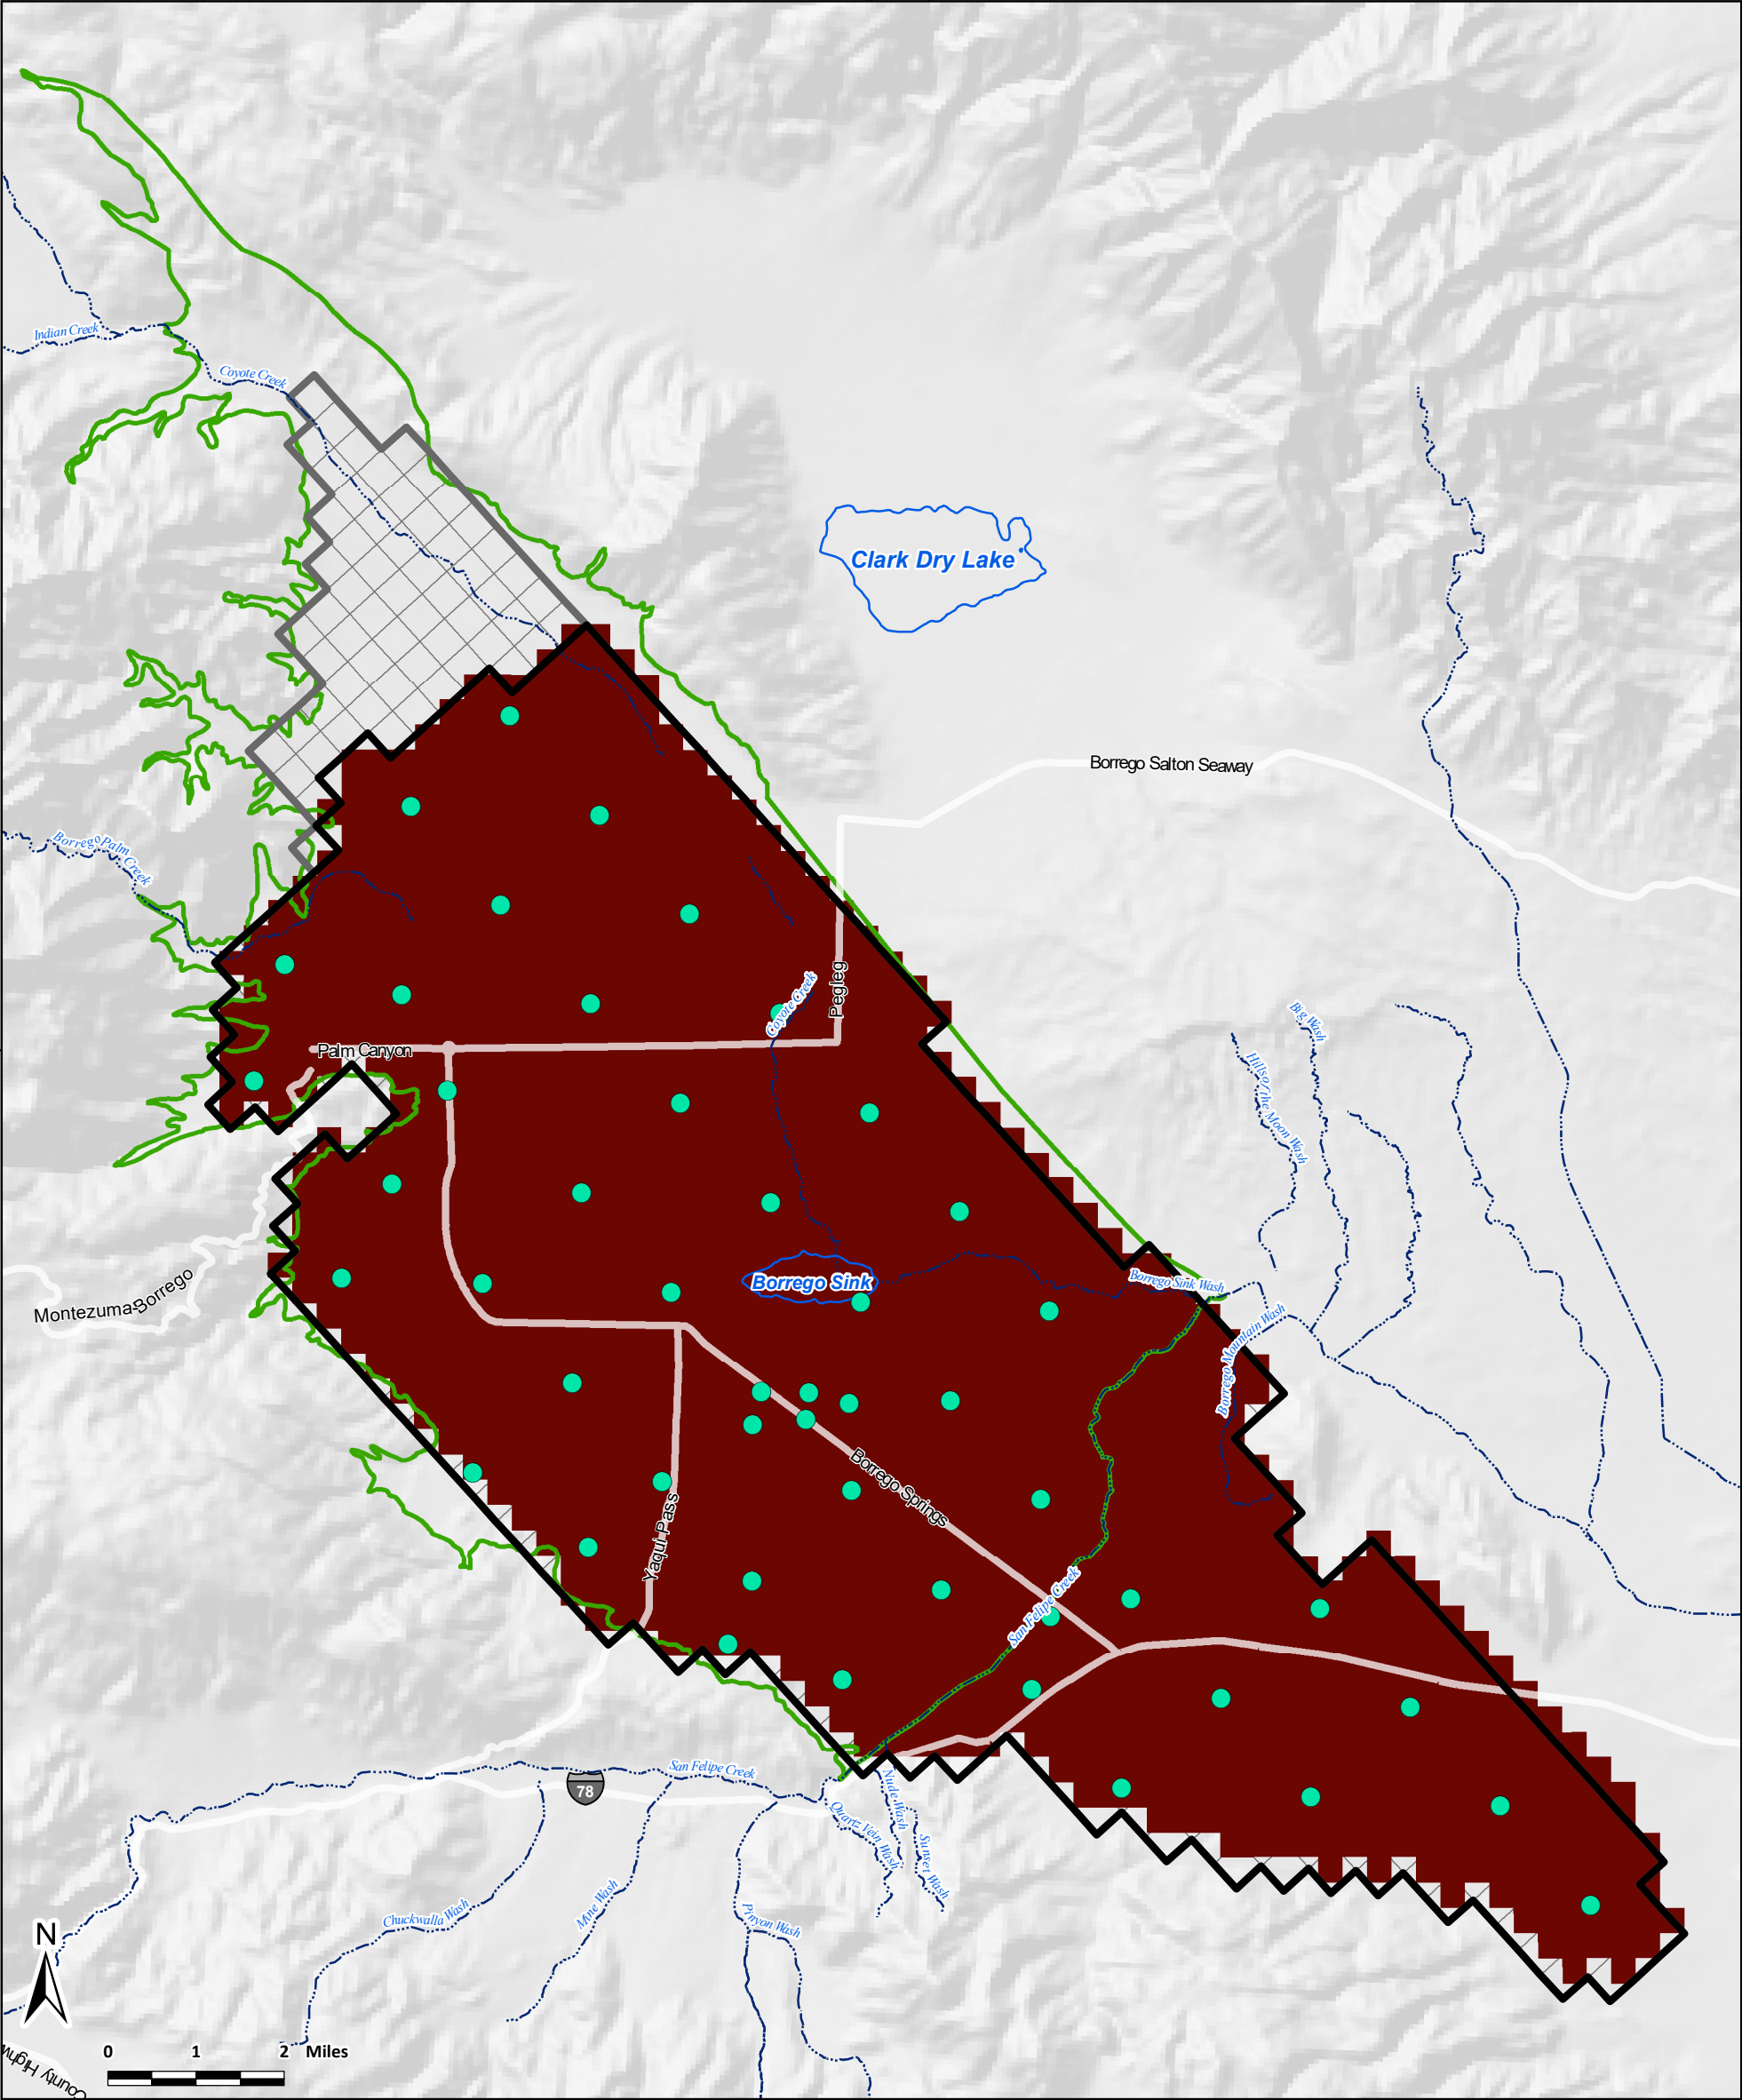 Indian Creek
Coyote Creek
Clark Dry Lake
Borrego Salton Seaway
Borrego Palm
Creek
Pegleg
Coyote Creek
Big Wash
Palm Canyon
Hills of the Moon Wash
Borrego Sink
Borrego Sink Wash
Montezuma-Borrego
Borrego Mountain Wash
Borrego Springs
Yaqui Pass
San Felipe Creek
San Felipe Creek
78
Nude Wash
Quartz Vein Wash
Sunset Wash
Chuckwalla Wash
Mine Wash
Pinyon Wash
N
0 1 2 Miles
County Highw